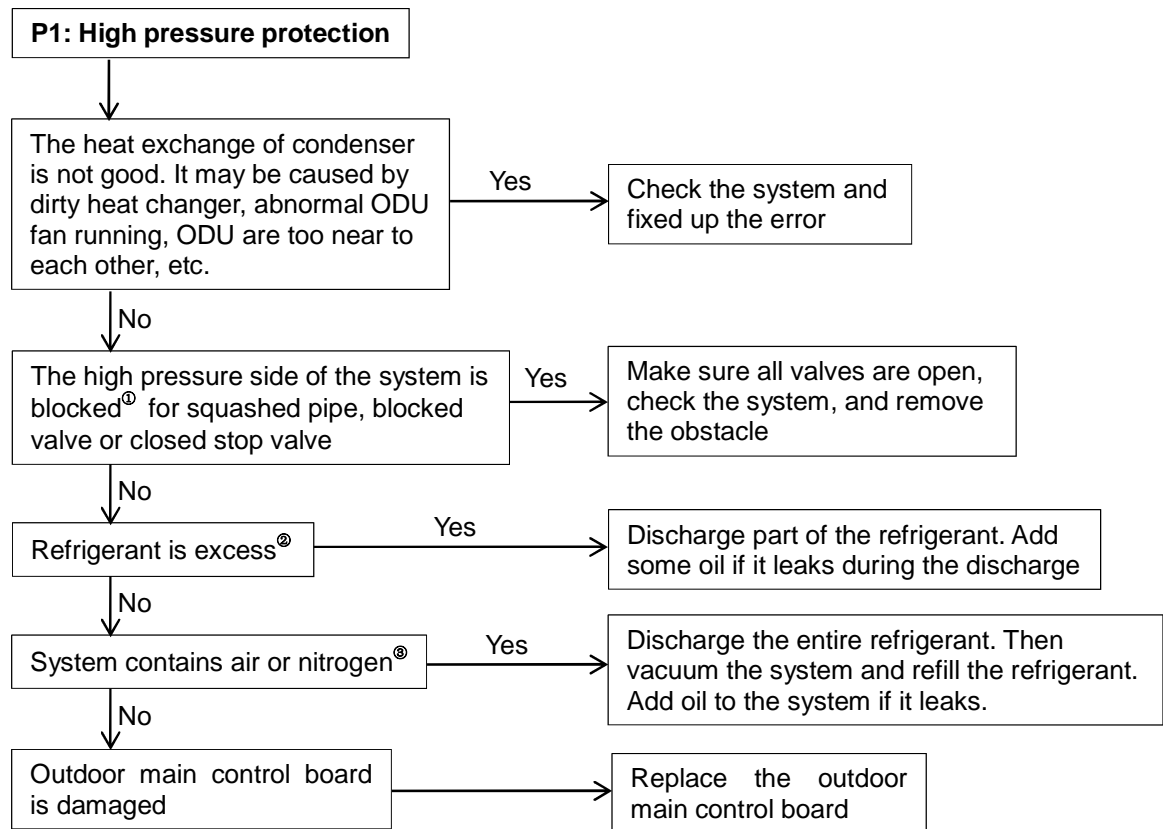 P1: High pressure protection
The heat exchange of condenser
is not good. It may be caused by
dirty heat changer, abnormal ODU
fan running, ODU are too near to
each other, etc.
Yes
Check the system and
fixed up the error
No
The high pressure side of the system is
blocked① for squashed pipe, blocked
valve or closed stop valve
Yes
Make sure all valves are open,
check the system, and remove
the obstacle
No
Refrigerant is excess②
Yes
Discharge part of the refrigerant. Add
some oil if it leaks during the discharge
No
System contains air or nitrogen③
Yes
Discharge the entire refrigerant. Then
vacuum the system and refill the refrigerant.
Add oil to the system if it leaks.
No
Outdoor main control board
is damaged
Replace the outdoor
main control board